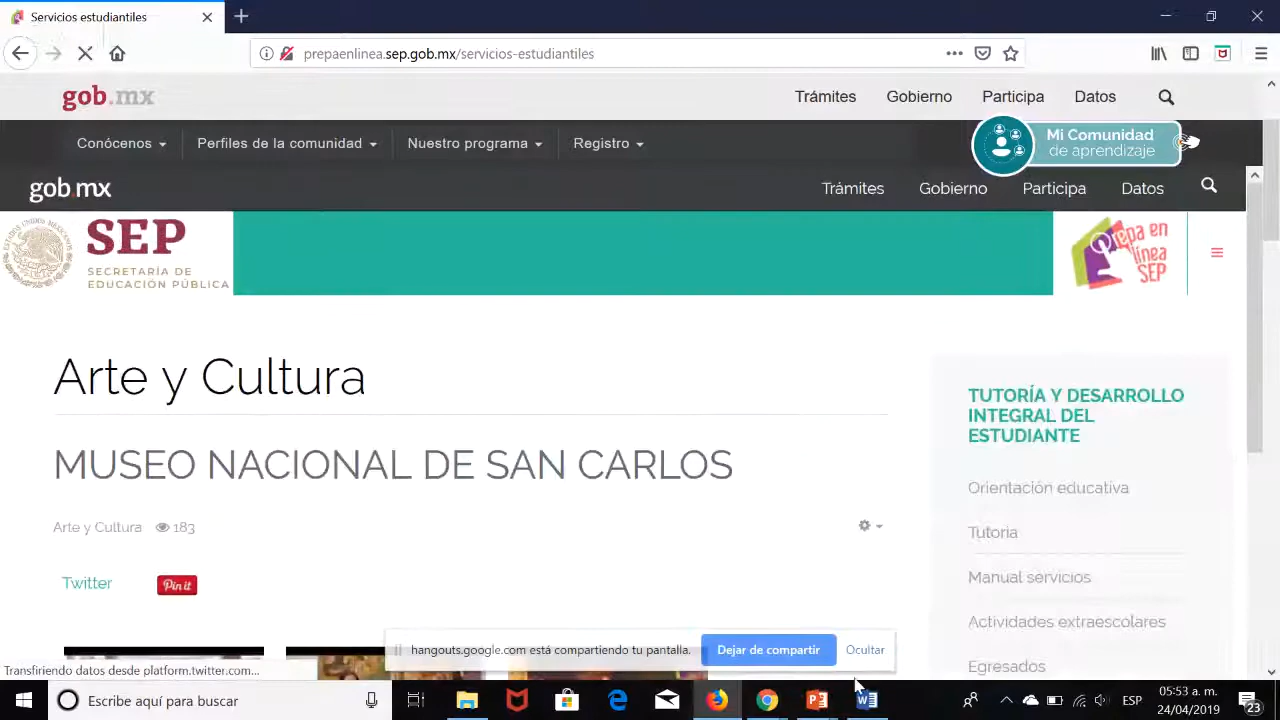 Servicios estudiantiles
prepaenlinea.sep.gob.mx/servicios-estudiantiles
gob.mx
Trámites Gobierno Participa Datos
Conócenos Perfiles de la comunidad Nuestro programa Registro
Mi Comunidad
de aprendizaje
gob.mx
Trámites Gobierno Participa Datos
SEP
SECRETARÍA DE
EDUCACIÓN PÚBLICA
Prepa en
línea
SEP
Arte y Cultura
MUSEO NACIONAL DE SAN CARLOS
Arte y Cultura 183
Twitter
Pin it
TUTORÍA Y DESARROLLO
INTEGRAL DEL
ESTUDIANTE
Orientación educativa
Tutoria
Manual servicios
Actividades extraescolares
Egresados
hangouts.google.com está compartiendo tu pantalla.
Dejar de compartir
Ocultar
Transfiriendo datos desde platform.twitter.com...
Escribe aquí para buscar
ESP
05:53 a. m.
24/04/2019
23